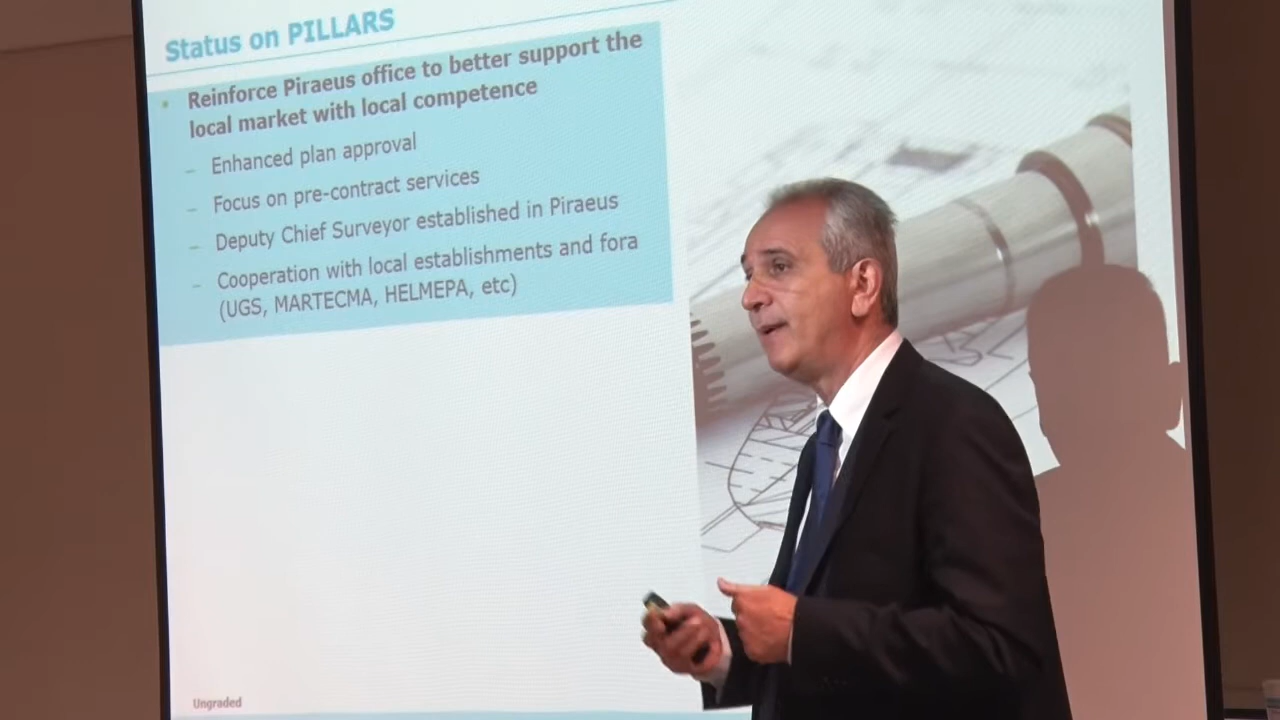 Status on PILLARS
• Reinforce Piraeus office to better support the
local market with local competence
– Enhanced plan approval
– Focus on pre-contract services
– Deputy Chief Surveyor established in Piraeus
– Cooperation with local establishments and fora
(UGS, MARTECMA, HELMEPA, etc)
Ungraded